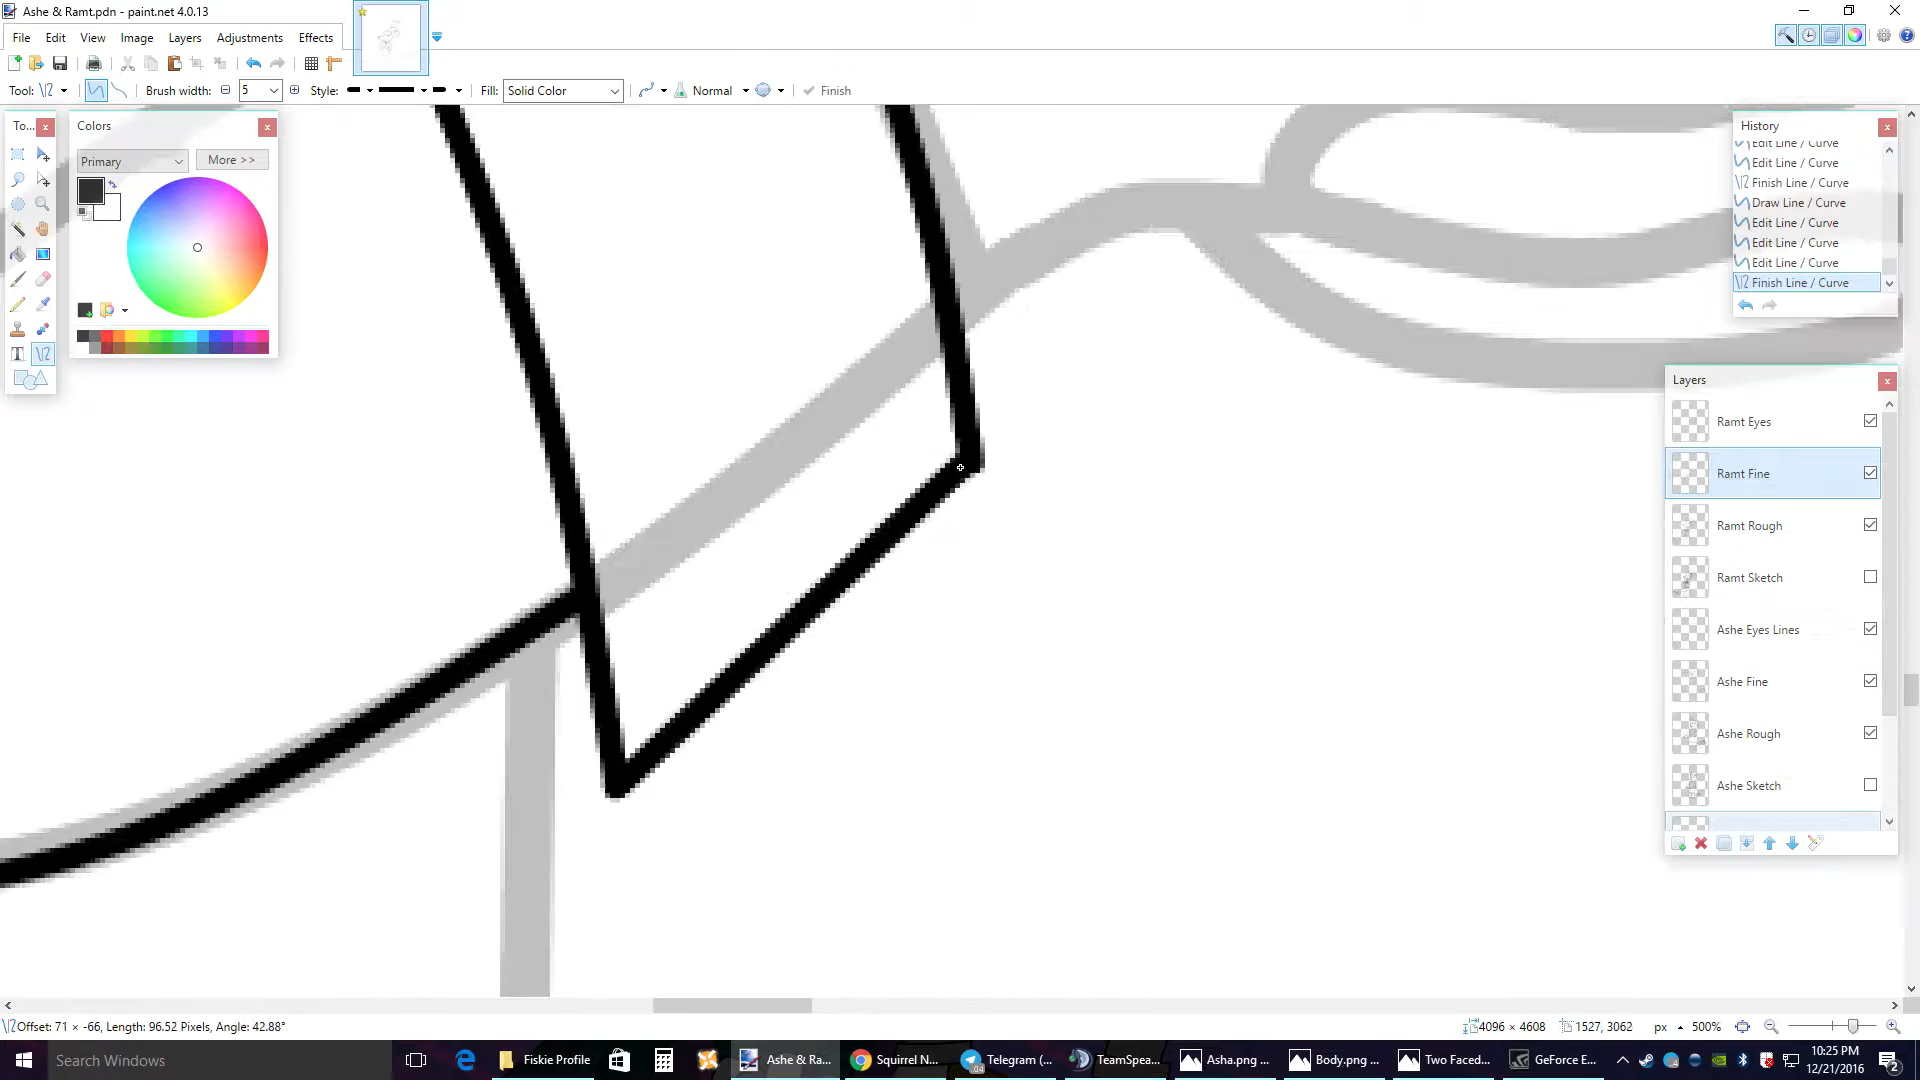 Ashe & Ramt.pdn - paint.net 4.0.13
File Edit View Image Layers Adjustments Effects
Tool: Brush width: 5 Style: Fill: Solid Color Normal Finish
To... Colors
Primary More >>
History
Edit Line / Curve
Edit Line / Curve
Finish Line / Curve
Draw Line / Curve
Edit Line / Curve
Edit Line / Curve
Edit Line / Curve
Finish Line / Curve
Layers
Ramt Eyes
Ramt Fine
Ramt Rough
Ramt Sketch
Ashe Eyes Lines
Ashe Fine
Ashe Rough
Ashe Sketch
Offset: 71 × -66, Length: 96.52 Pixels, Angle: 42.88° 4096 × 4608 1527, 3062 px 500%
Search Windows Fiskie Profile Ashe & Ra... Squirrel N... Telegram (... TeamSpea... Asha.png ... Body.png ... Two Faced... GeForce E... 10:25 PM
12/21/2016 2